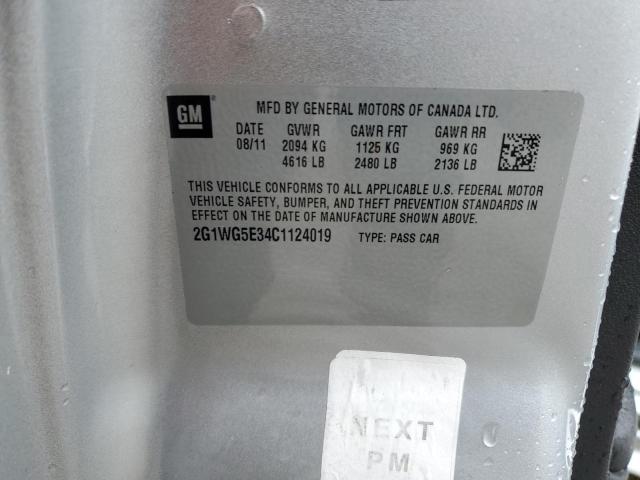 GM
MFD BY GENERAL MOTORS OF CANADA LTD.
DATE GVWR GAWR FRT GAWR RR
08/11 2094 KG 1125 KG 969 KG
4616 LB 2480 LB 2136 LB
THIS VEHICLE CONFORMS TO ALL APPLICABLE U.S. FEDERAL MOTOR
VEHICLE SAFETY, BUMPER, AND THEFT PREVENTION STANDARDS IN
EFFECT ON THE DATE OF MANUFACTURE SHOWN ABOVE.
2G1WG5E34C1124019 TYPE: PASS CAR
NEXT
PM